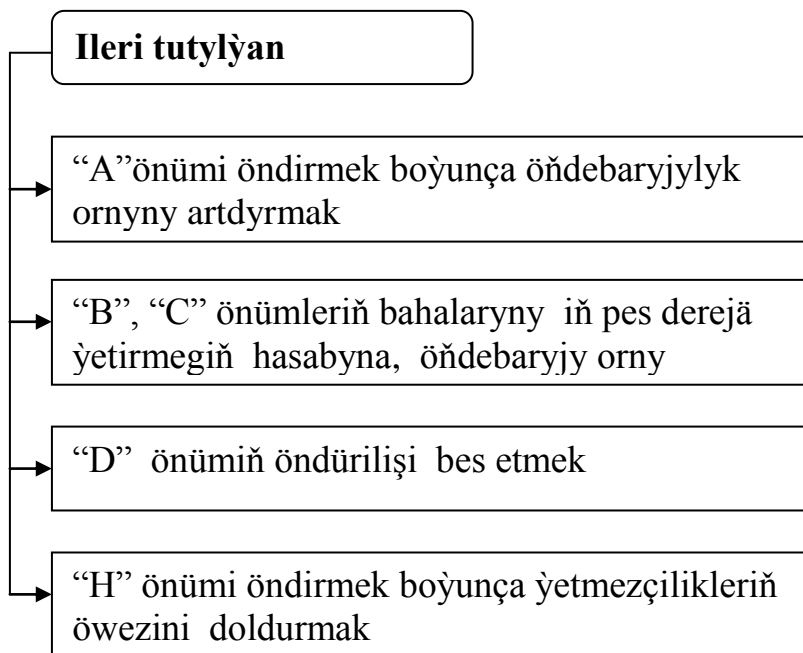 Ileri tutylỳan
“A”önümi öndirmek boỳunça öňdebaryjylyk
ornyny artdyrmak
“B”, “C” önümleriň bahalaryny iň pes derejä
ỳetirmegiň hasabyna, öňdebaryjy orny
“D” önümiň öndürilişi bes etmek
“H” önümi öndirmek boỳunça ỳetmezçilikleriň
öwezini doldurmak